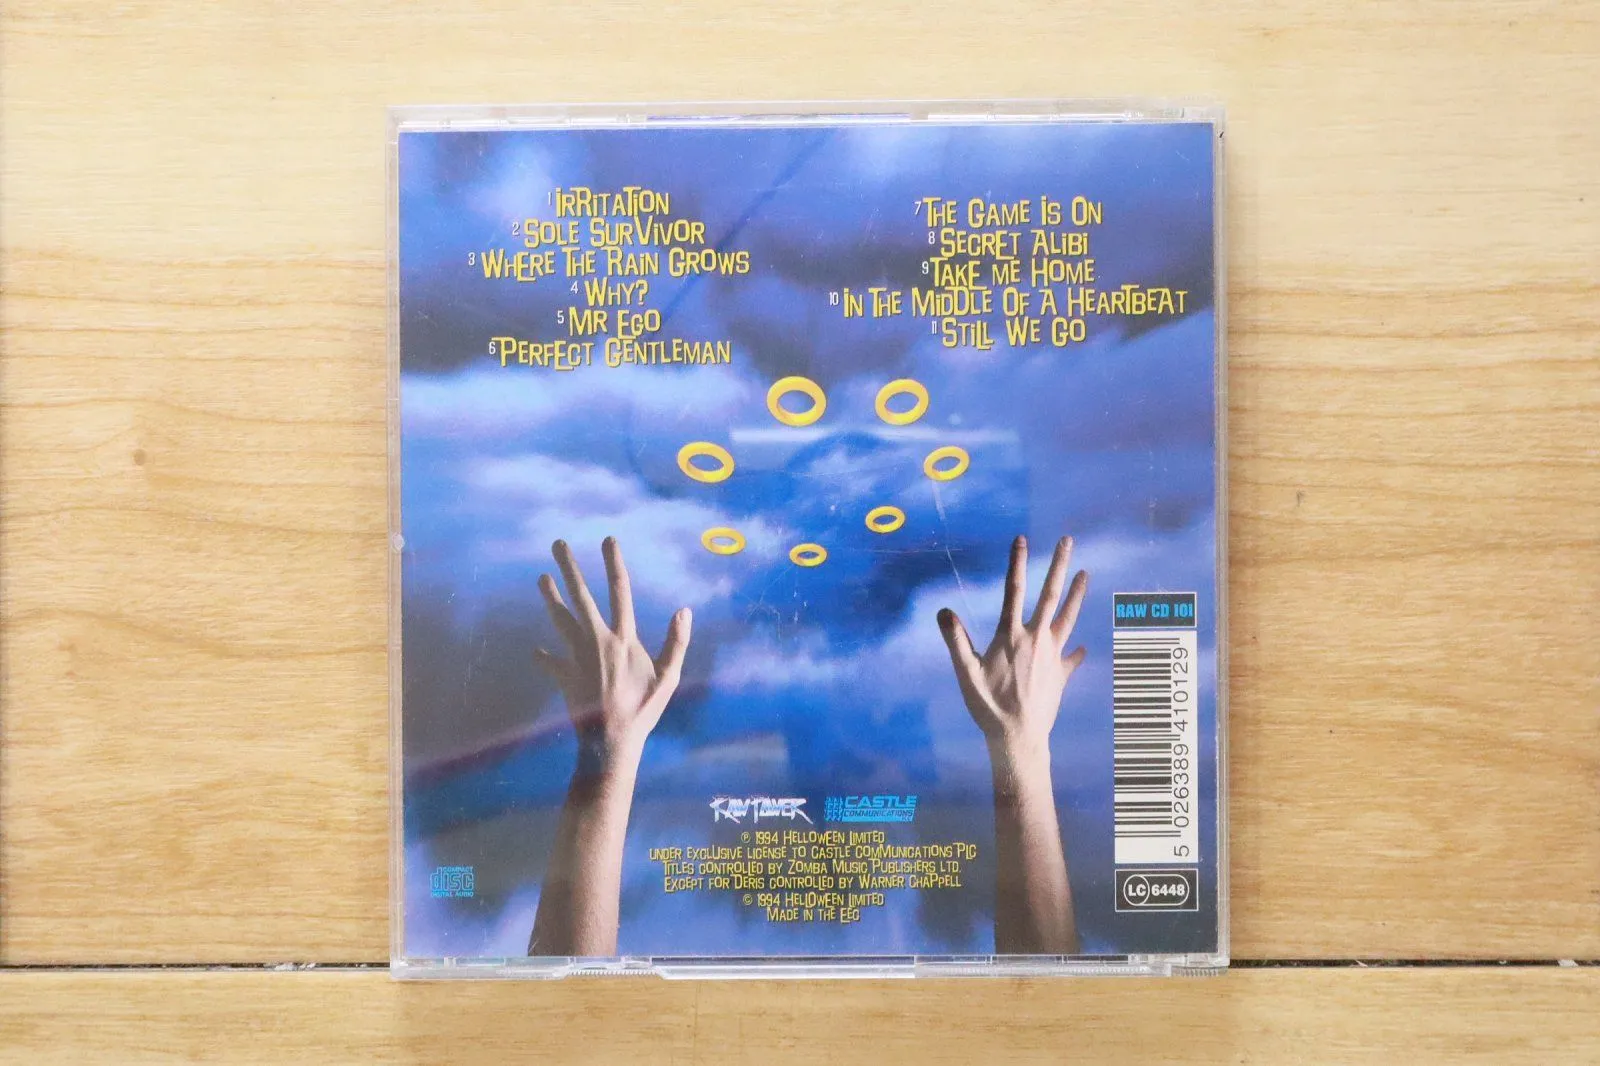 1 IRRITATION
2 SOLE SURVIVOR
3 WHERE THE RAIN GROWS
4 WHY?
5 MR EGO
6 PERFECT GENTLEMAN
7 THE GAME IS ON
8 SECRET ALIBI
9 TAKE ME HOME
10 IN THE MIDDLE OF A HEARTBEAT
11 STILL WE GO
RAW CD 101
5 026389 410129
LC 6448
RAW POWER
CASTLE
COMMUNICATIONS
PLC
℗ 1994 HELLOWEEN LIMITED
UNDER EXCLUSIVE LICENSE TO CASTLE COMMUNICATIONS PLC
TITLES CONTROLLED BY ZOMBA MUSIC PUBLISHERS LTD.
EXCEPT FOR DERIS CONTROLLED BY WARNER CHAPPELL
© 1994 HELLOWEEN LIMITED
MADE IN THE EEC
COMPACT
disc
DIGITAL AUDIO